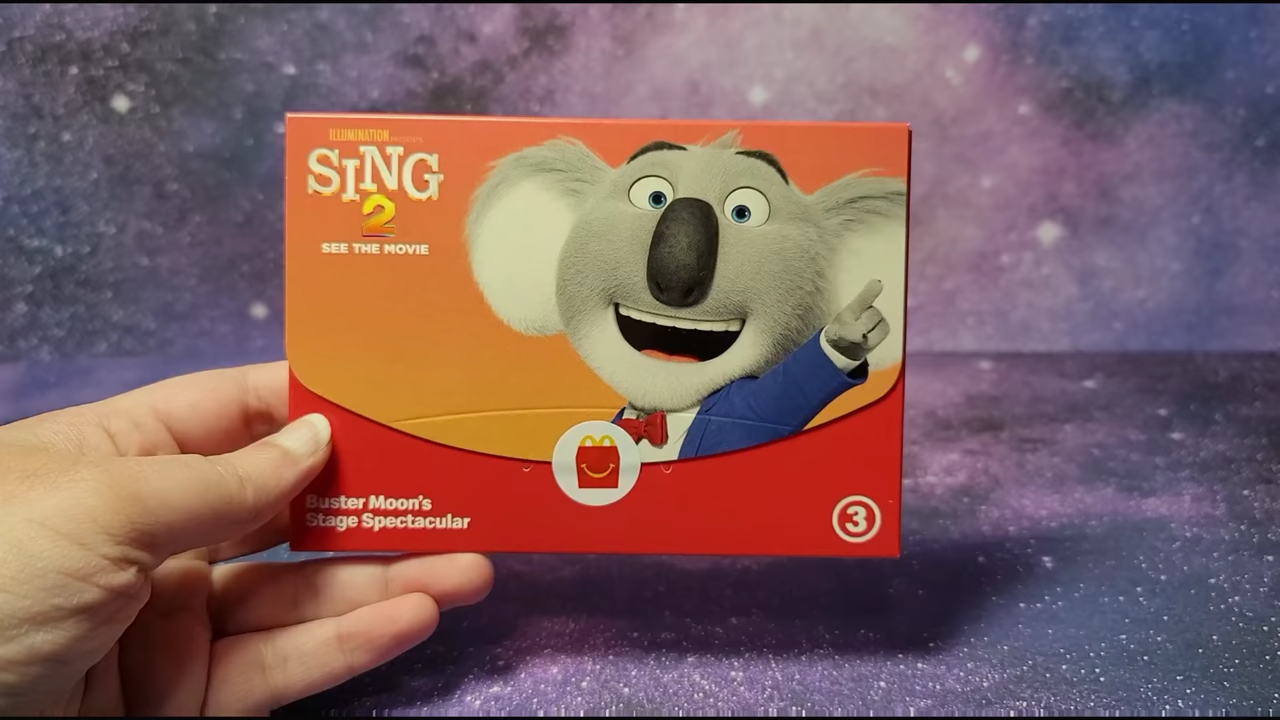 ILLUMINATION PRESENTS
SING
2
SEE THE MOVIE
Buster Moon's
Stage Spectacular
3